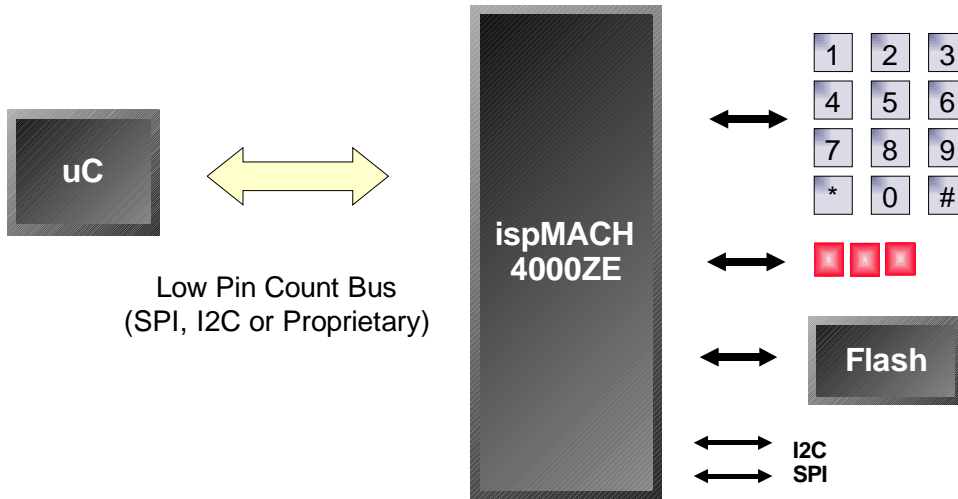 uC
Low Pin Count Bus
(SPI, I2C or Proprietary)
ispMACH
4000ZE
1 2 3
4 5 6
7 8 9
* 0 #
Flash
I2C
SPI